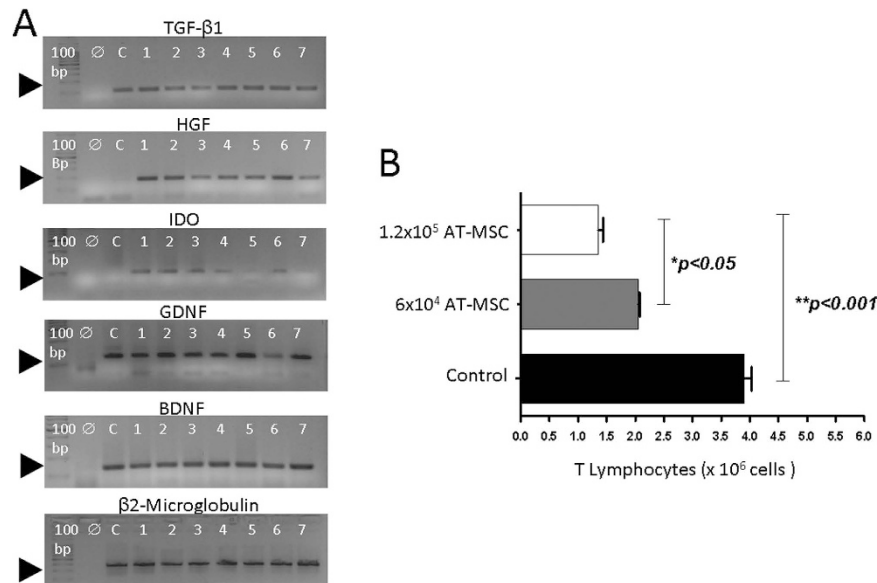 A
TGF-β1
100 ∅ C 1 2 3 4 5 6 7
bp
HGF
100 ∅ C 1 2 3 4 5 6 7
Bp
IDO
100 ∅ C 1 2 3 4 5 6 7
bp
GDNF
100 ∅ C 1 2 3 4 5 6 7
bp
BDNF
100 ∅ C 1 2 3 4 5 6 7
bp
β2-Microglobulin
100 ∅ C 1 2 3 4 5 6 7
bp
B
1.2x10⁵ AT-MSC
6x10⁴ AT-MSC
Control
*p<0.05
**p<0.001
0.0 0.5 1.0 1.5 2.0 2.5 3.0 3.5 4.0 4.5 5.0 5.5 6.0
T Lymphocytes (x 10⁶ cells )